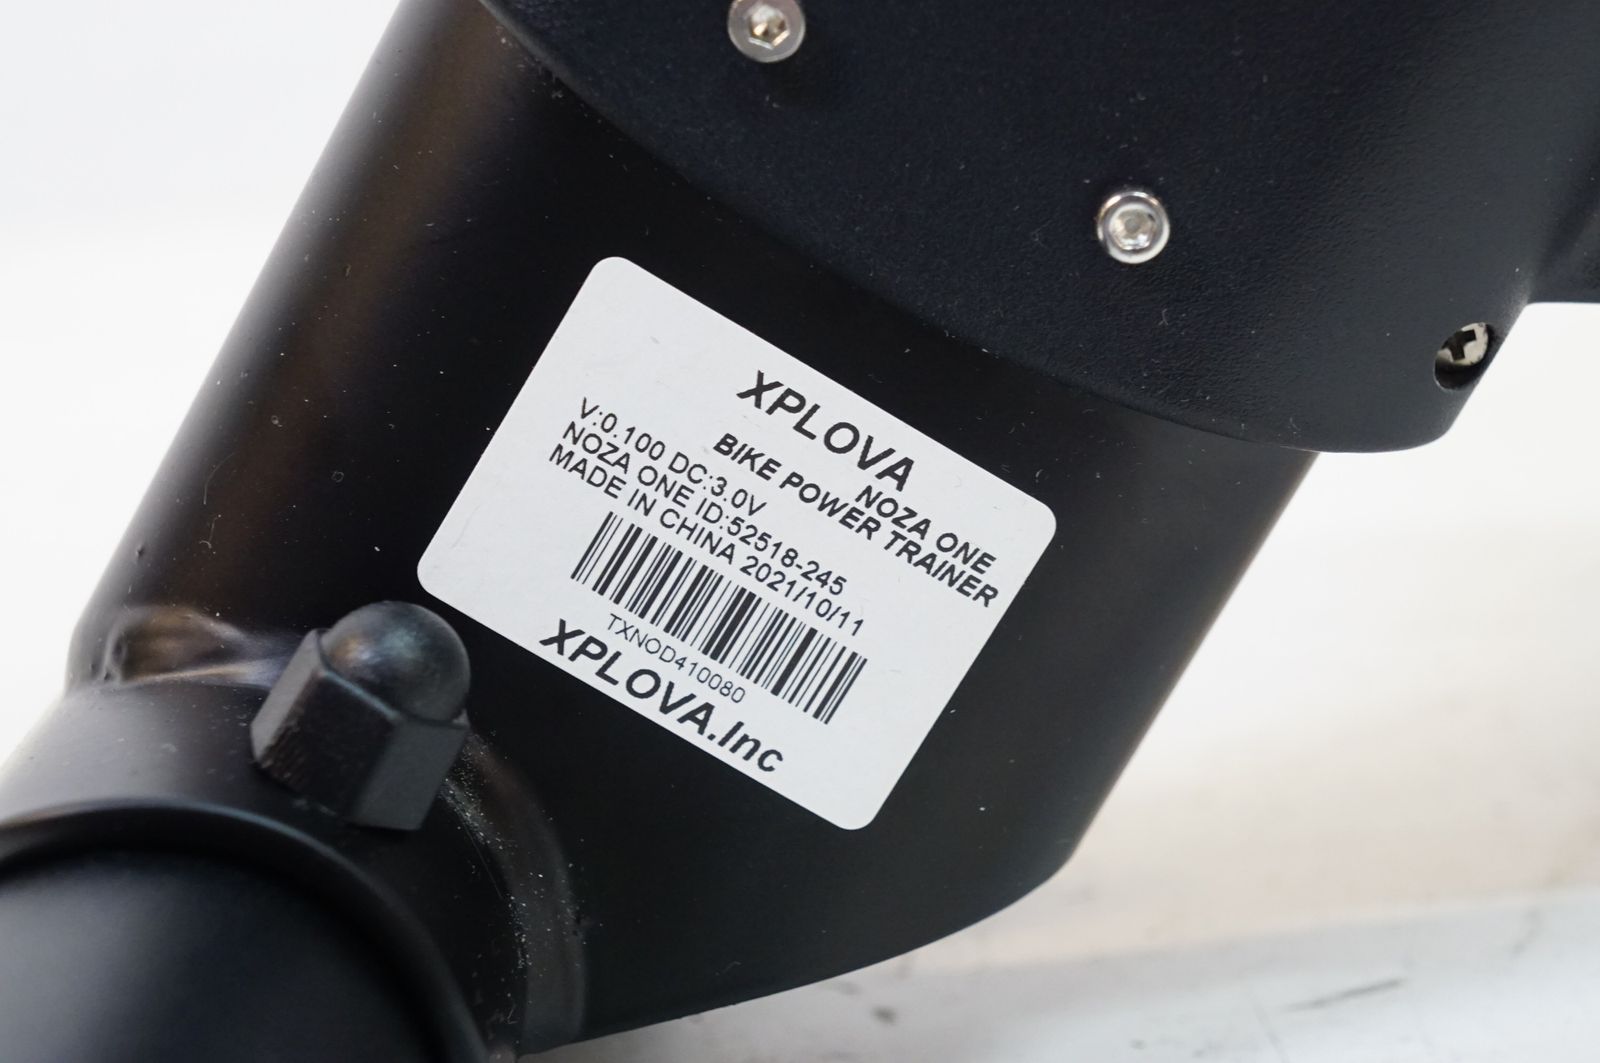 XPLOVA
NOZA ONE
BIKE POWER TRAINER
V:0.100 DC:3.0V
NOZA ONE ID:52518-245
MADE IN CHINA 2021/10/11
TXNOD410080
XPLOVA.Inc